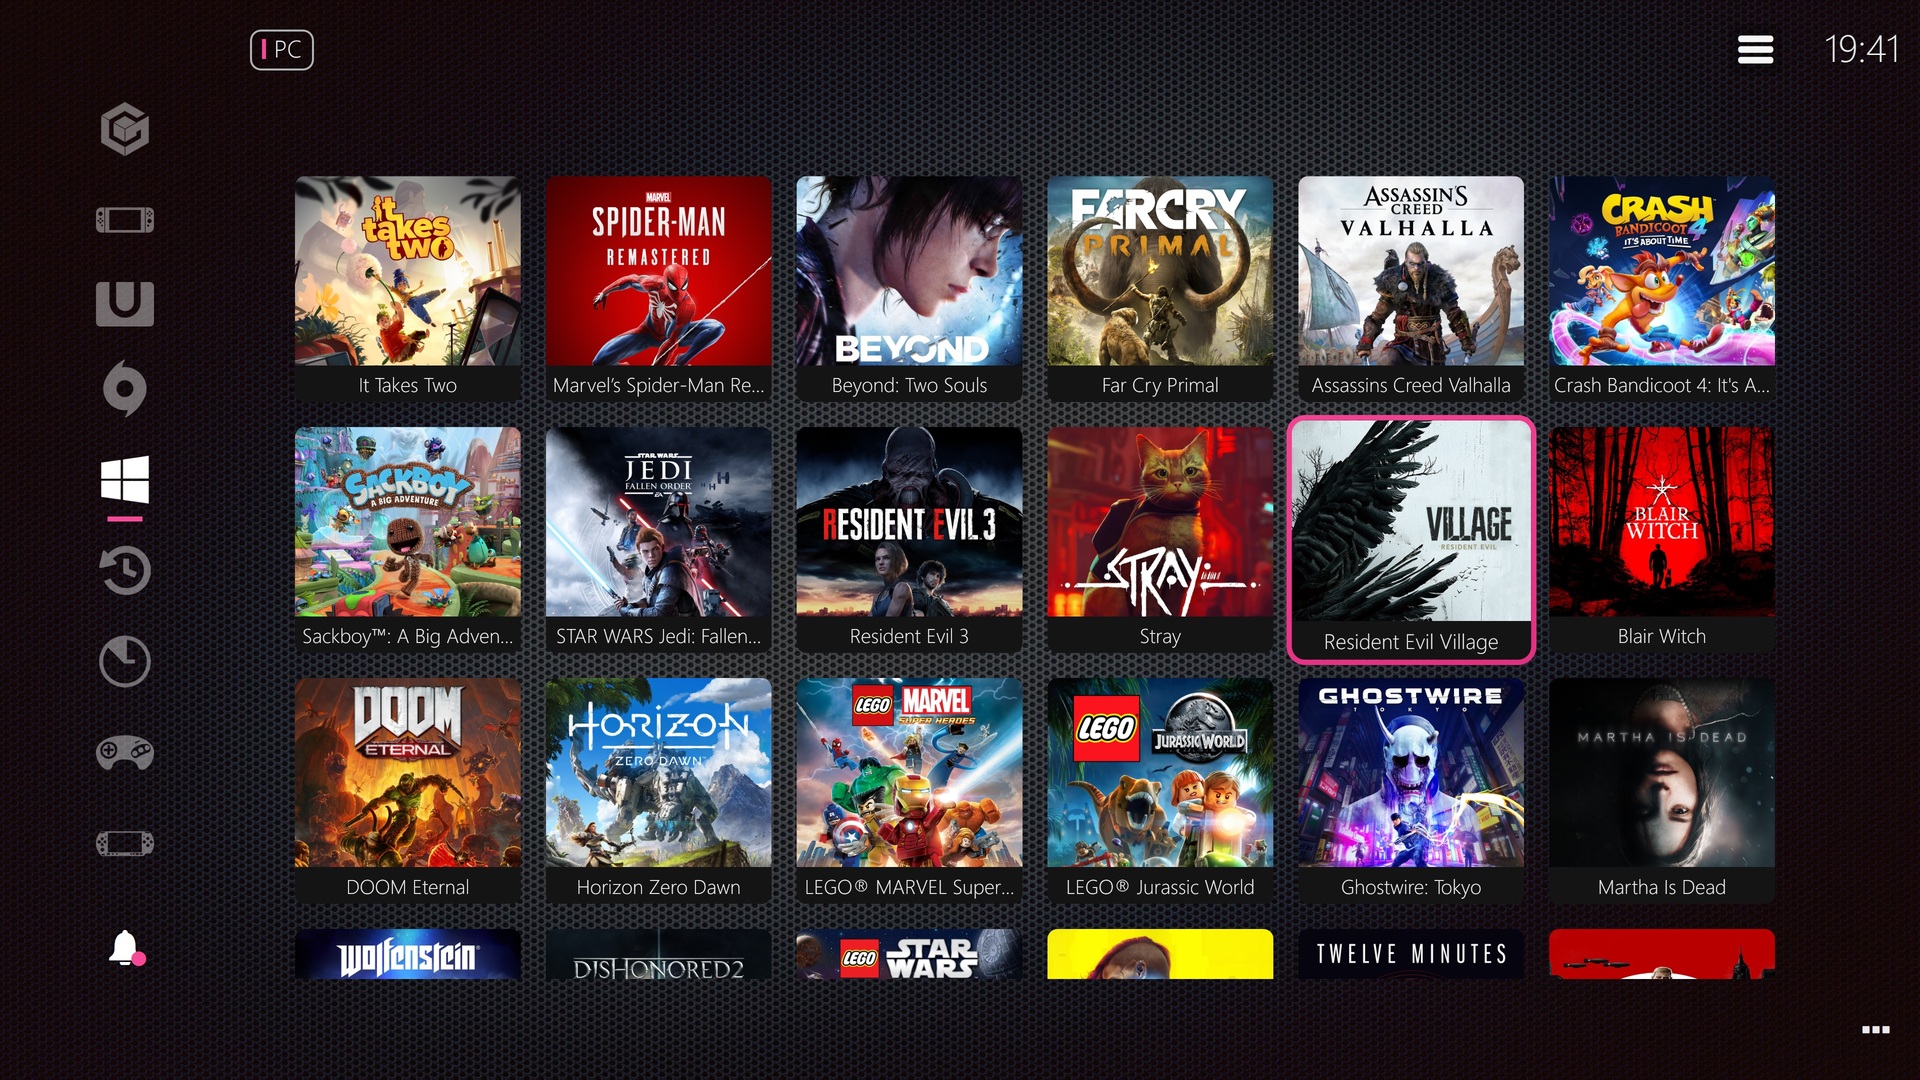 PC
19:41
it
takes
two
It Takes Two
MARVEL
SPIDER-MAN
REMASTERED
Marvel's Spider-Man Re...
BEYOND
Beyond: Two Souls
FARCRY
PRIMAL
Far Cry Primal
ASSASSIN'S
CREED
VALHALLA
Assassins Creed Valhalla
CRASH
BANDICOOT 4
IT'S ABOUT TIME
Crash Bandicoot 4: It's A...
SACKBOY
A BIG ADVENTURE
Sackboy™: A Big Adven...
STAR WARS
JEDI
FALLEN ORDER
EA
STAR WARS Jedi: Fallen...
RESIDENT EVIL 3
Resident Evil 3
STRAY
Stray
VILLAGE
RESIDENT EVIL
Resident Evil Village
BLAIR
WITCH
Blair Witch
DOOM
ETERNAL
DOOM Eternal
HORIZON
ZERO DAWN
Horizon Zero Dawn
LEGO MARVEL
SUPER HEROES
LEGO® MARVEL Super...
LEGO
JURASSIC WORLD
LEGO® Jurassic World
GHOSTWIRE
TOKYO
Ghostwire: Tokyo
MARTHA IS DEAD
Martha Is Dead
Wolfenstein
DISHONORED2
LEGO STAR
WARS
TWELVE MINUTES